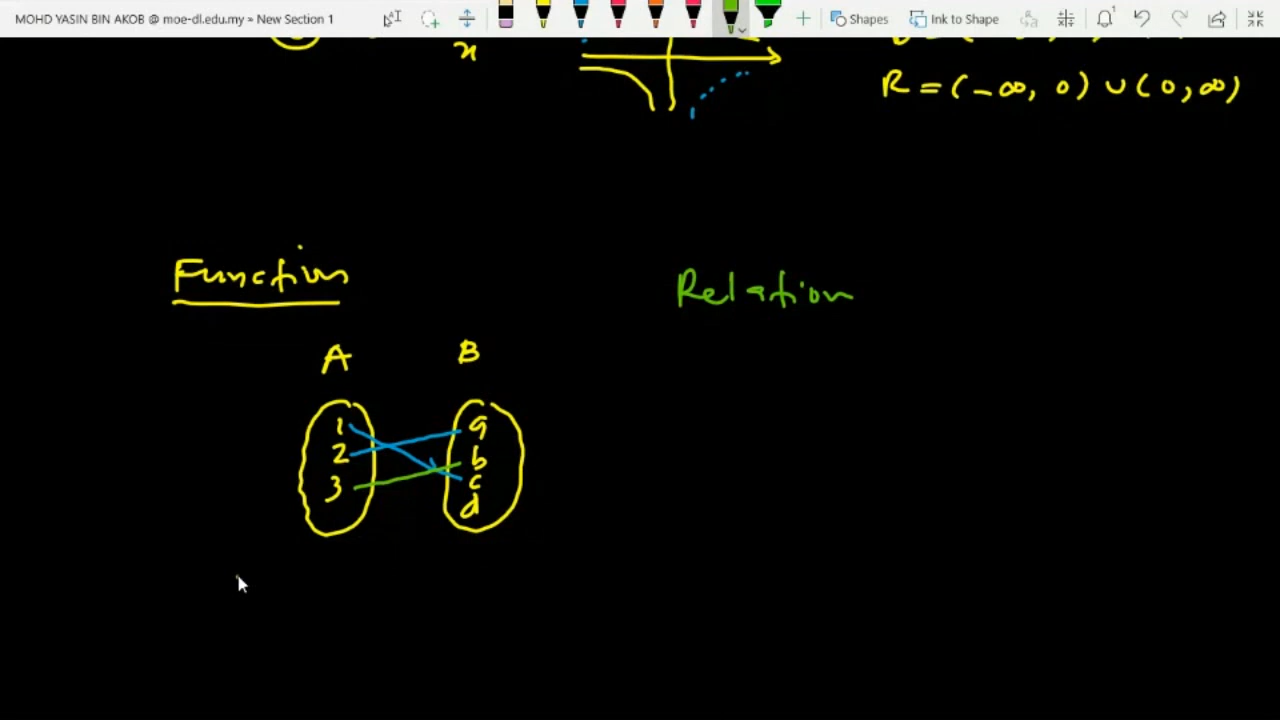 MOHD YASIN BIN AKOB @ moe-dl.edu.my » New Section 1
Shapes
Ink to Shape
x
R = (-∞, 0) ∪ (0, ∞)
Function
Relation
A B
1 a
2 b
3 c
d